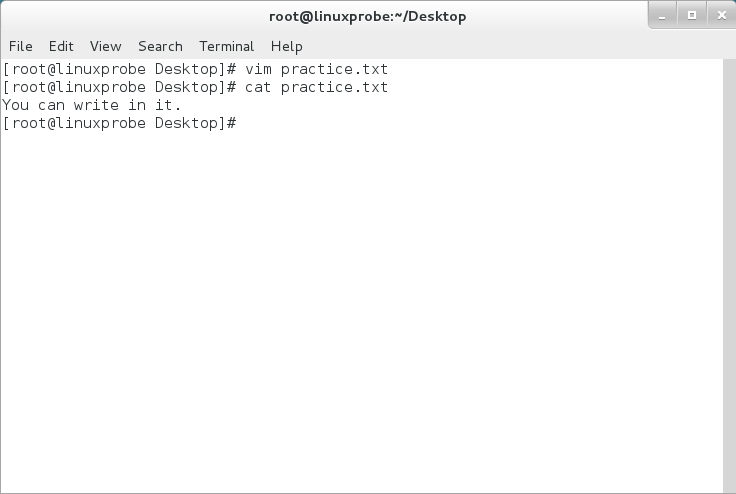 root@linuxprobe:~/Desktop
File Edit View Search Terminal Help
[root@linuxprobe Desktop]# vim practice.txt
[root@linuxprobe Desktop]# cat practice.txt
You can write in it.
[root@linuxprobe Desktop]#